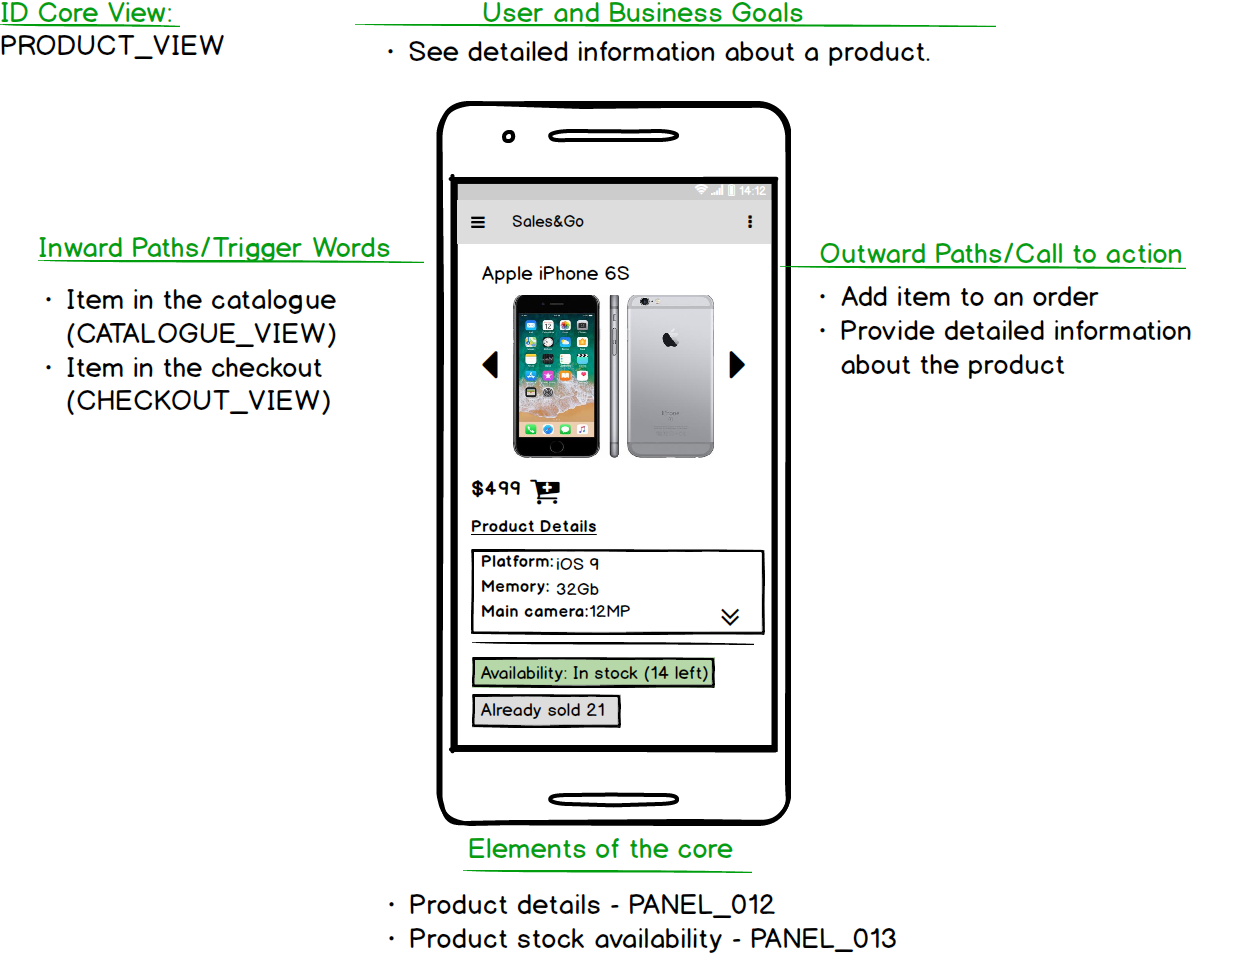 ID Core View:
PRODUCT_VIEW
User and Business Goals
· See detailed information about a product.
Inward Paths/Trigger Words
· Item in the catalogue
(CATALOGUE_VIEW)
· Item in the checkout
(CHECKOUT_VIEW)
14:12
Sales&Go
Apple iPhone 6S
iPhone
$499
Product Details
Platform: iOS 9
Memory: 32Gb
Main camera:12MP
Availability: In stock (14 left)
Already sold 21
Outward Paths/Call to action
· Add item to an order
· Provide detailed information
about the product
Elements of the core
· Product details - PANEL_012
· Product stock availability - PANEL_013